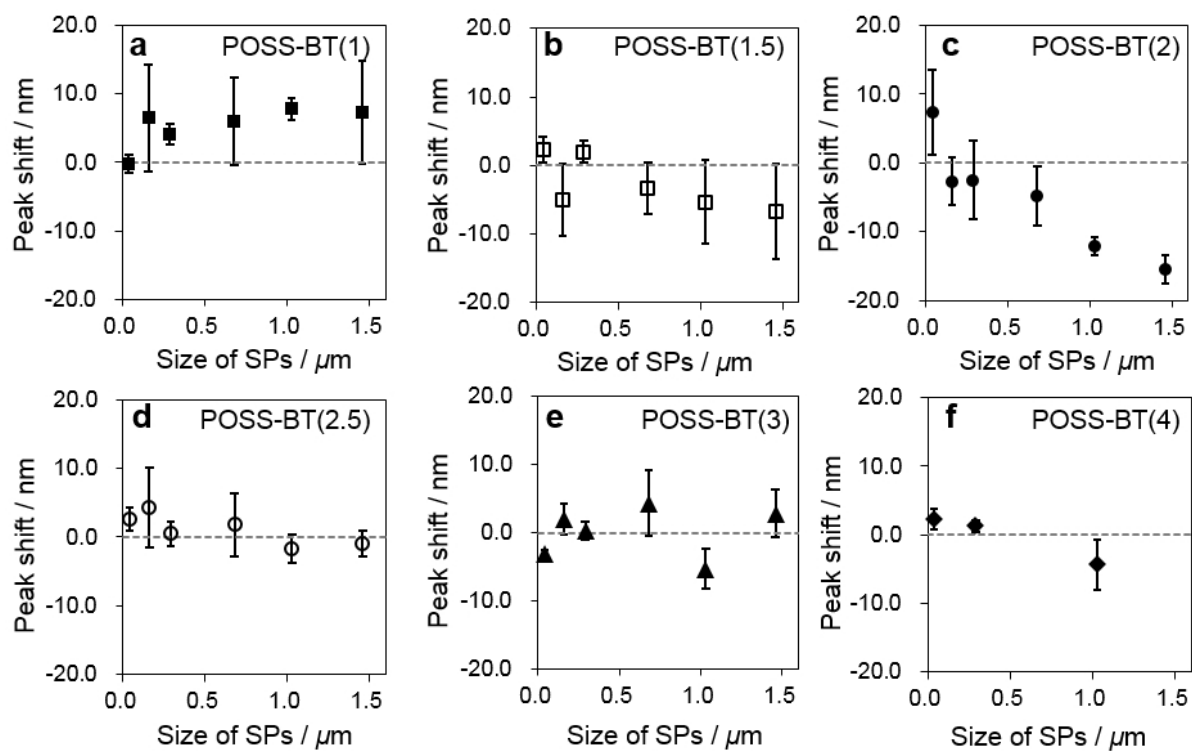 a POSS-BT(1)
20.0
10.0
0.0
-10.0
-20.0
Peak shift / nm
0.0 0.5 1.0 1.5
Size of SPs / µm
b POSS-BT(1.5)
20.0
10.0
0.0
-10.0
-20.0
Peak shift / nm
0.0 0.5 1.0 1.5
Size of SPs / µm
c POSS-BT(2)
20.0
10.0
0.0
-10.0
-20.0
Peak shift / nm
0.0 0.5 1.0 1.5
Size of SPs / µm
d POSS-BT(2.5)
20.0
10.0
0.0
-10.0
-20.0
Peak shift / nm
0.0 0.5 1.0 1.5
Size of SPs / µm
e POSS-BT(3)
20.0
10.0
0.0
-10.0
-20.0
Peak shift / nm
0.0 0.5 1.0 1.5
Size of SPs / µm
f POSS-BT(4)
20.0
10.0
0.0
-10.0
-20.0
Peak shift / nm
0.0 0.5 1.0 1.5
Size of SPs / µm